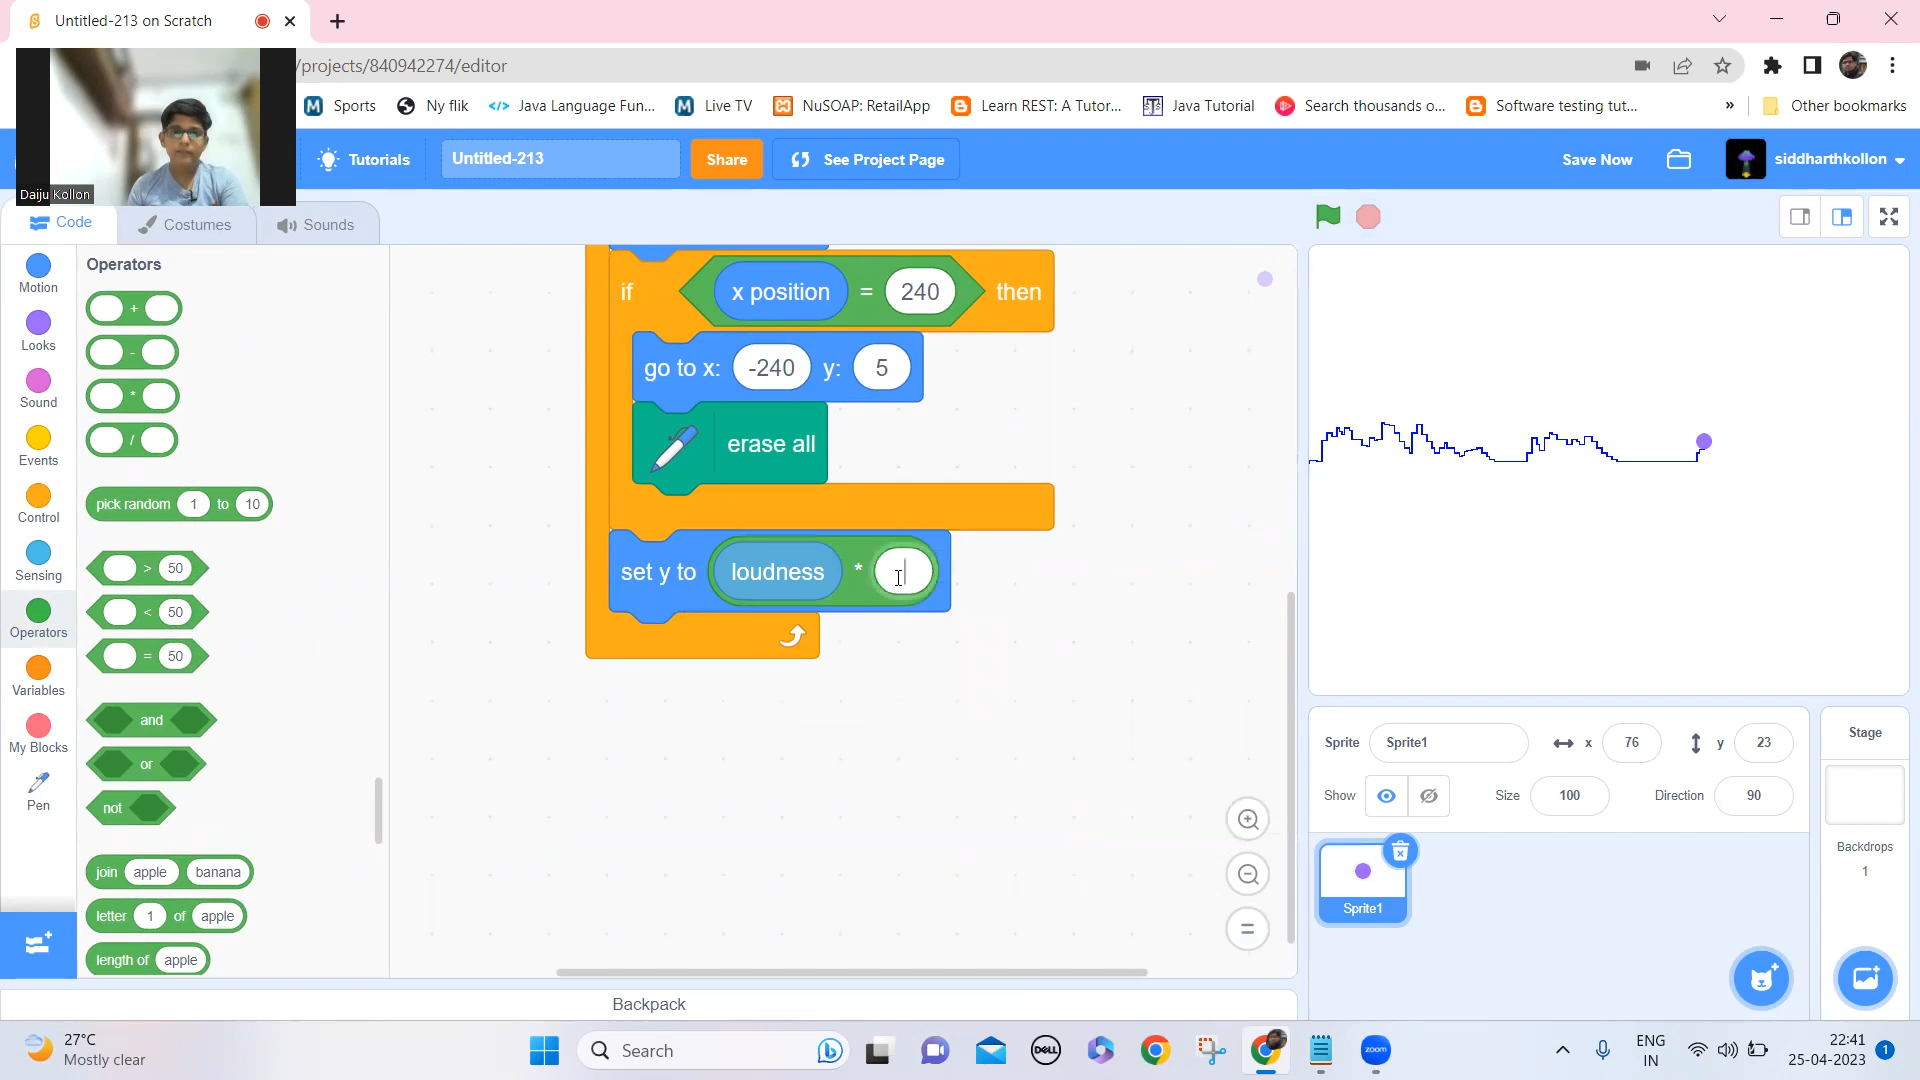 Untitled-213 on Scratch
/projects/840942274/editor
Sports
Ny flik
Java Language Fun...
Live TV
NuSOAP: RetailApp
Learn REST: A Tutor...
Java Tutorial
Search thousands o...
Software testing tut...
»
Other bookmarks
Daiju Kollon
Tutorials
Untitled-213
Share
See Project Page
Save Now
siddharthkollon
Code
Costumes
Sounds
Motion
Looks
Sound
Events
Control
Sensing
Operators
Variables
My Blocks
Pen
Operators
+
-
*
/
pick random 1 to 10
> 50
< 50
= 50
and
or
not
join apple banana
letter 1 of apple
length of apple
if x position = 240 then
go to x: -240 y: 5
erase all
set y to loudness *
Backpack
Sprite Sprite1 x 76 y 23
Show Size 100 Direction 90
Sprite1
Stage
Backdrops
1
27°C
Mostly clear
Search
DELL
zoom
ENG
IN
22:41
25-04-2023
1